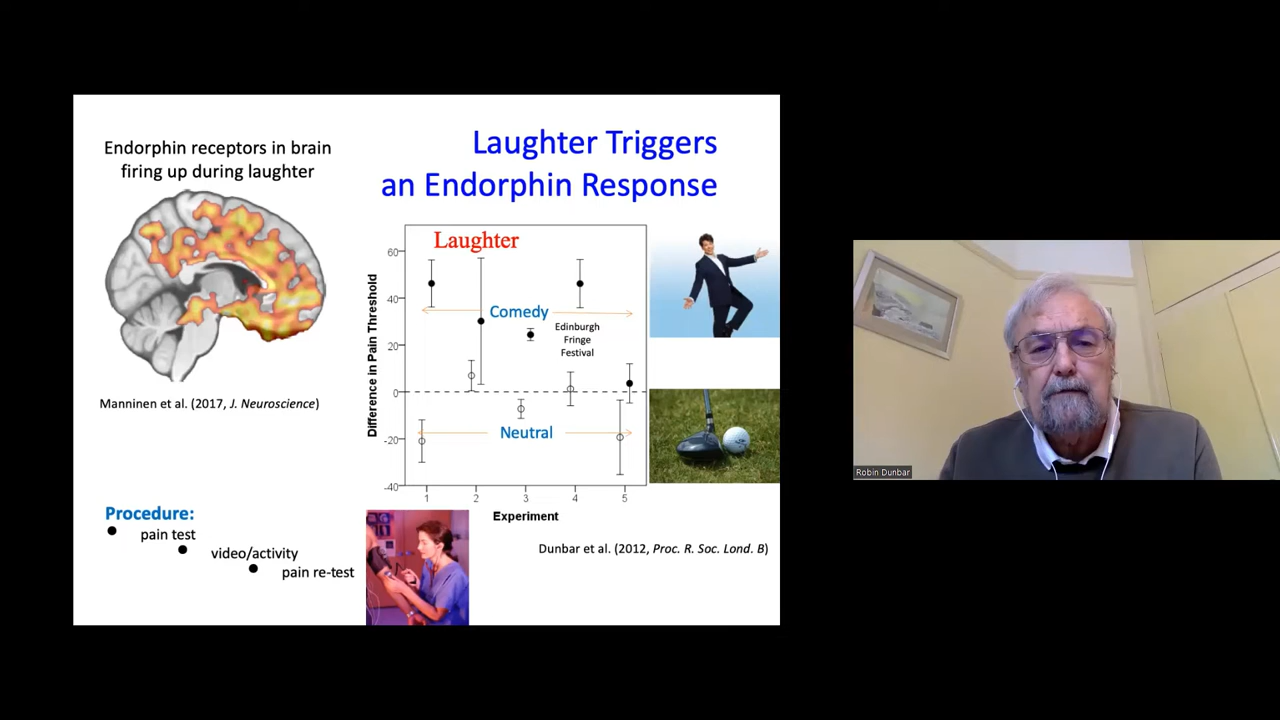 Endorphin receptors in brain
firing up during laughter
Manninen et al. (2017, J. Neuroscience)
Procedure:
pain test
video/activity
pain re-test
Laughter Triggers
an Endorphin Response
Difference in Pain Threshold
60
40
20
0
-20
-40
Laughter
Comedy
Edinburgh
Fringe
Festival
Neutral
1 2 3 4 5
Experiment
Dunbar et al. (2012, Proc. R. Soc. Lond. B)
Robin Dunbar